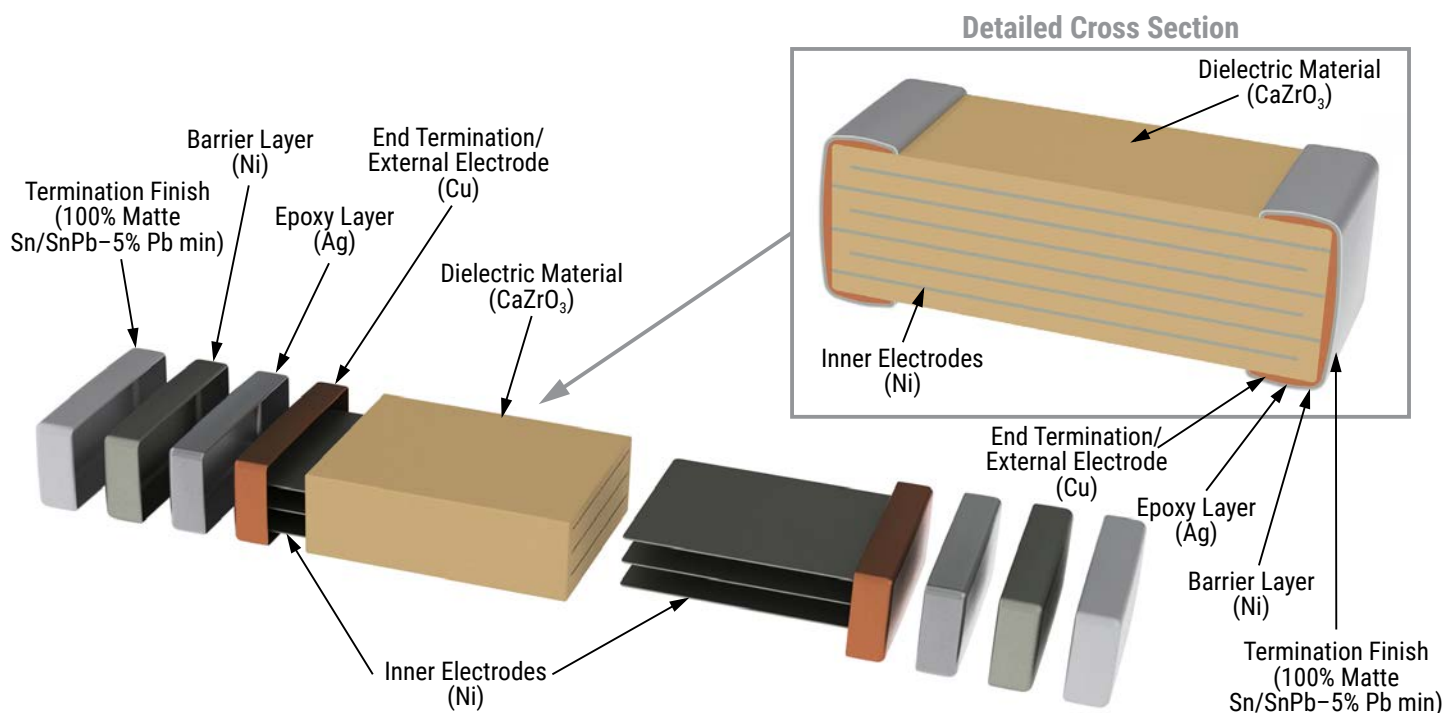 Detailed Cross Section
Dielectric Material
(CaZrO₃)
Inner Electrodes
(Ni)
End Termination/
External Electrode
(Cu)
Epoxy Layer
(Ag)
Barrier Layer
(Ni)
Termination Finish
(100% Matte
Sn/SnPb–5% Pb min)
Termination Finish
(100% Matte
Sn/SnPb–5% Pb min)
Barrier Layer
(Ni)
Epoxy Layer
(Ag)
End Termination/
External Electrode
(Cu)
Dielectric Material
(CaZrO₃)
Inner Electrodes
(Ni)